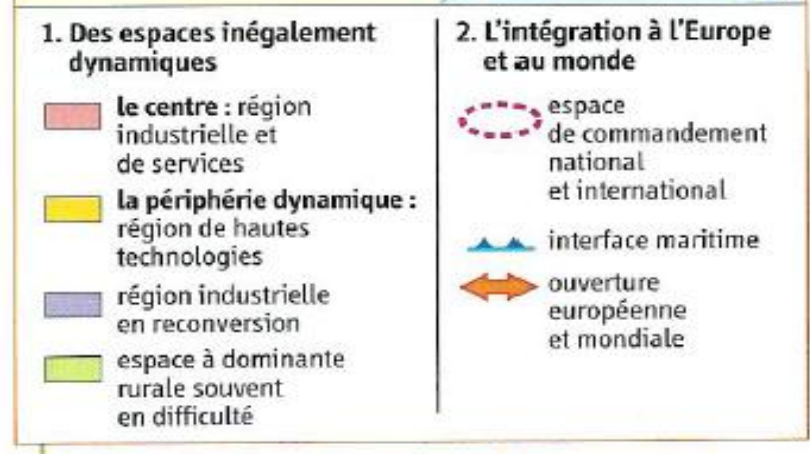 1. Des espaces inégalement
dynamiques
le centre : région
industrielle et
de services
la périphérie dynamique :
région de hautes
technologies
région industrielle
en reconversion
espace à dominante
rurale souvent
en difficulté
2. L'intégration à l'Europe
et au monde
espace
de commandement
national
et international
interface maritime
ouverture
européenne
et mondiale